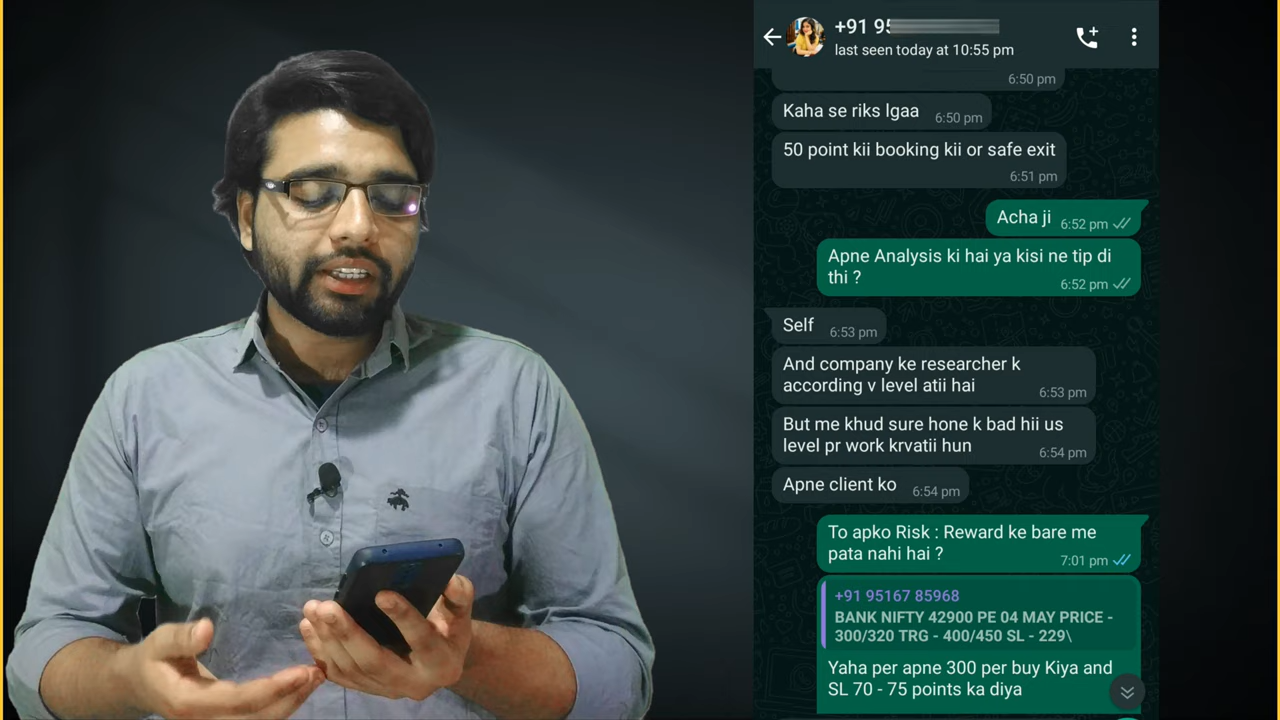 +91 95
last seen today at 10:55 pm
6:50 pm
Kaha se riks lgaa 6:50 pm
50 point kii booking kii or safe exit
6:51 pm
Acha ji 6:52 pm
Apne Analysis ki hai ya kisi ne tip di
thi ?
6:52 pm
Self 6:53 pm
And company ke researcher k
according v level atii hai
6:53 pm
But me khud sure hone k bad hii us
level pr work krvatii hun
6:54 pm
Apne client ko 6:54 pm
To apko Risk : Reward ke bare me
pata nahi hai ?
7:01 pm
+91 95167 85968
BANK NIFTY 42900 PE 04 MAY PRICE -
300/320 TRG - 400/450 SL - 229\
Yaha per apne 300 per buy Kiya and
SL 70 - 75 points ka diya